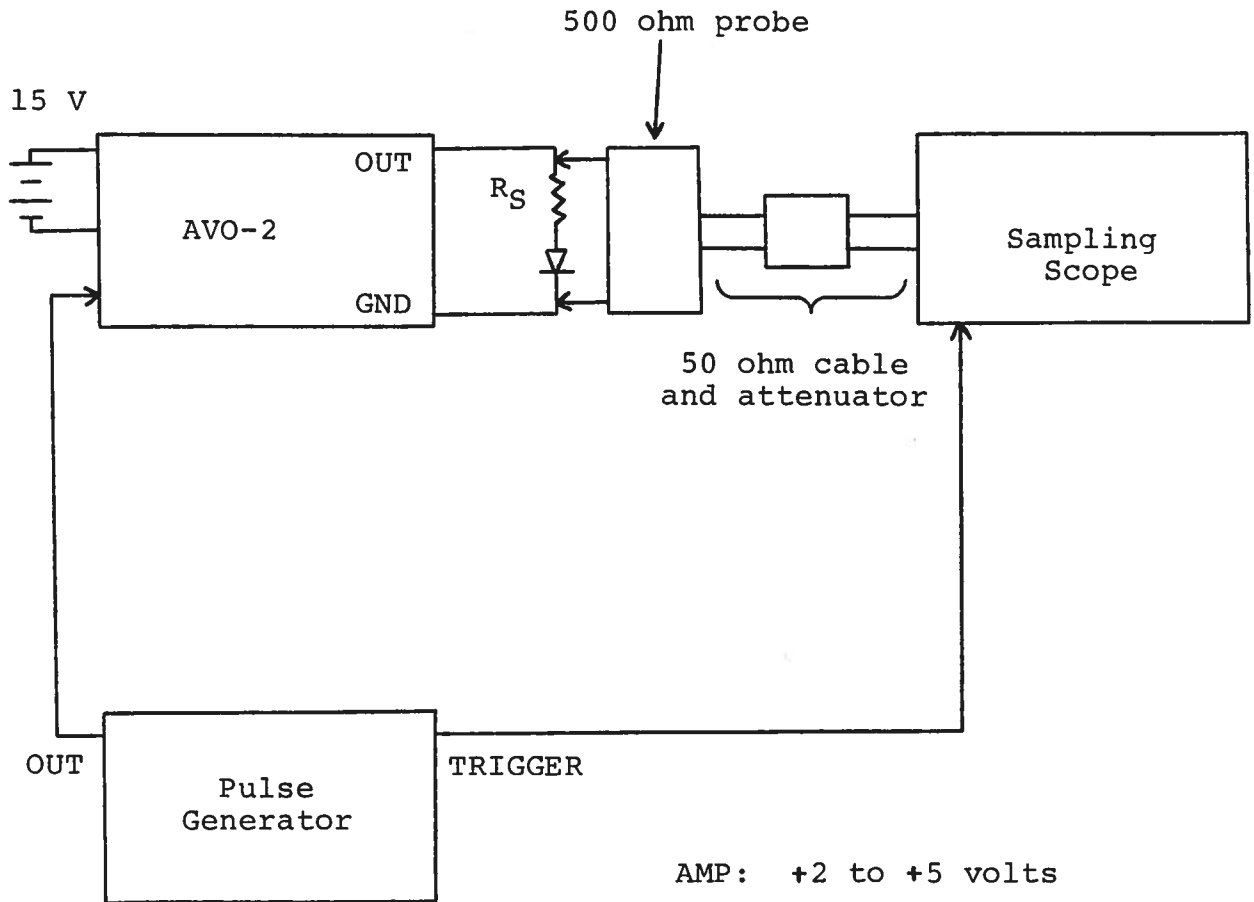 500 ohm probe
15 V
OUT
RS
AVO-2
GND
Sampling
Scope
50 ohm cable
and attenuator
OUT
TRIGGER
Pulse
Generator
AMP: +2 to +5 volts